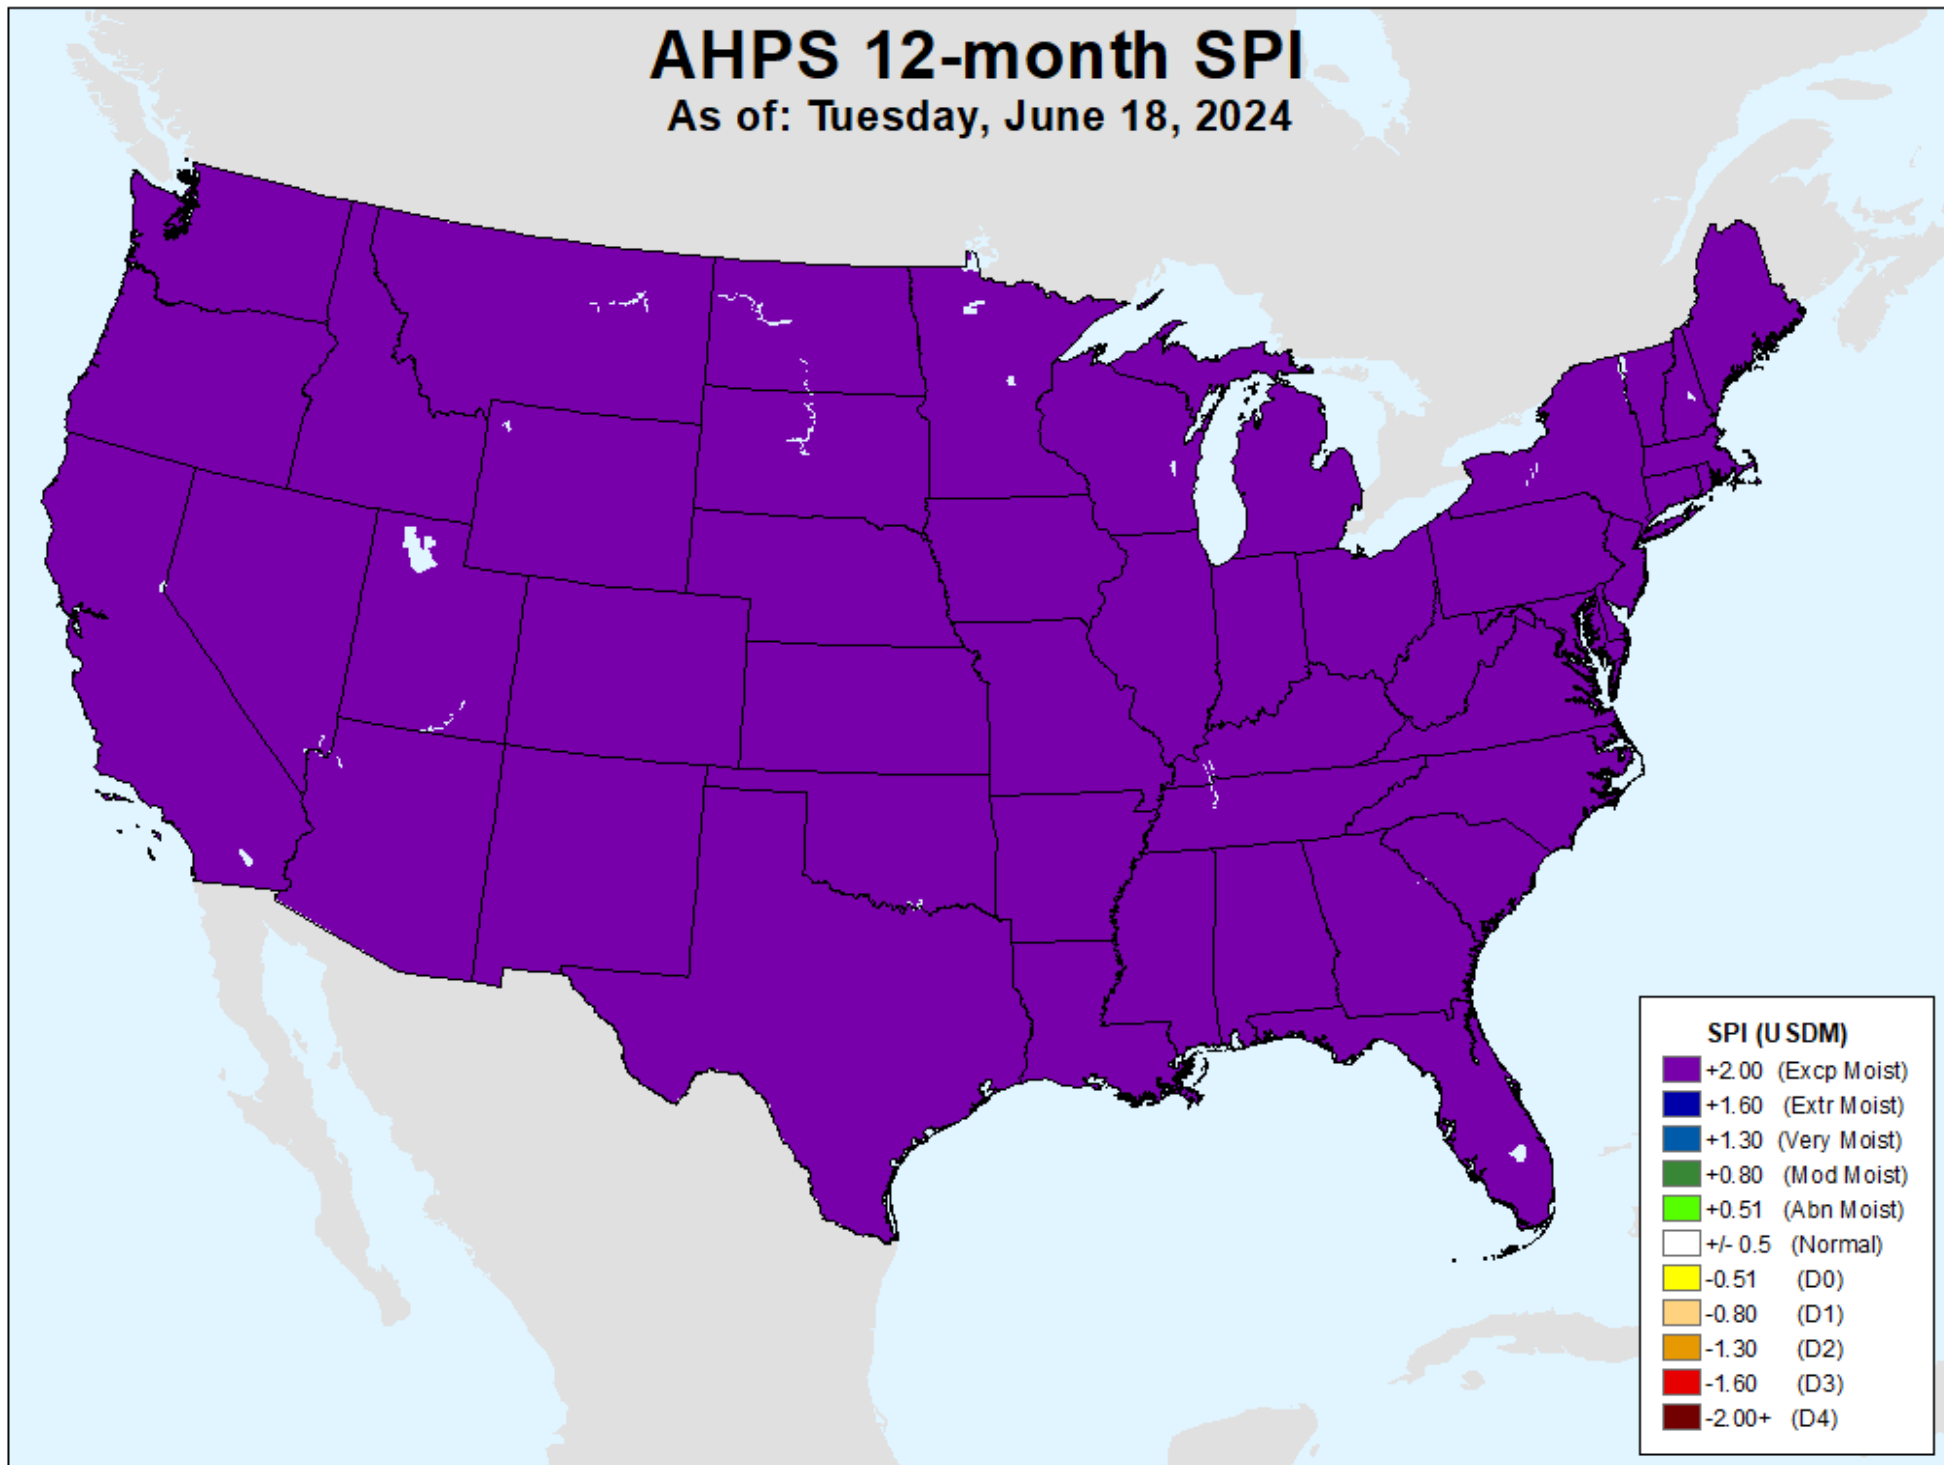 AHPS 12-month SPI
As of: Tuesday, June 18, 2024
SPI (USDM)
+2.00 (Excp Moist)
+1.60 (Extr Moist)
+1.30 (Very Moist)
+0.80 (Mod Moist)
+0.51 (Abn Moist)
+/- 0.5 (Normal)
-0.51 (D0)
-0.80 (D1)
-1.30 (D2)
-1.60 (D3)
-2.00+ (D4)